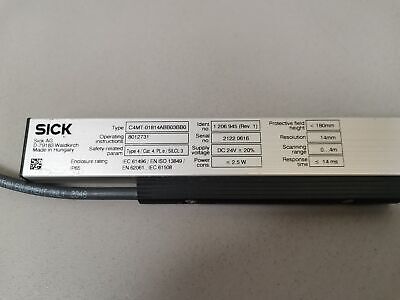 SICK
Sick AG
D-79183 Waldkirch
Made in Hungary
Type C4MT-01814ABB03BB0
Operating instructions 8012731
Safety-related param Type 4 / Cat. 4, PL e / SILCL 3
Enclosure rating IEC 61496 / EN ISO 13849 /
IP65 EN 62061 , IEC 61508
Ident no 1 206 945 (Rev. 1)
Serial no 2122 0616
Supply voltage DC 24V ± 20%
Power cons ≤ 2.5 W
Protective field height 180mm
Resolution 14mm
Scanning range 0...4m
Response time ≤ 14 ms